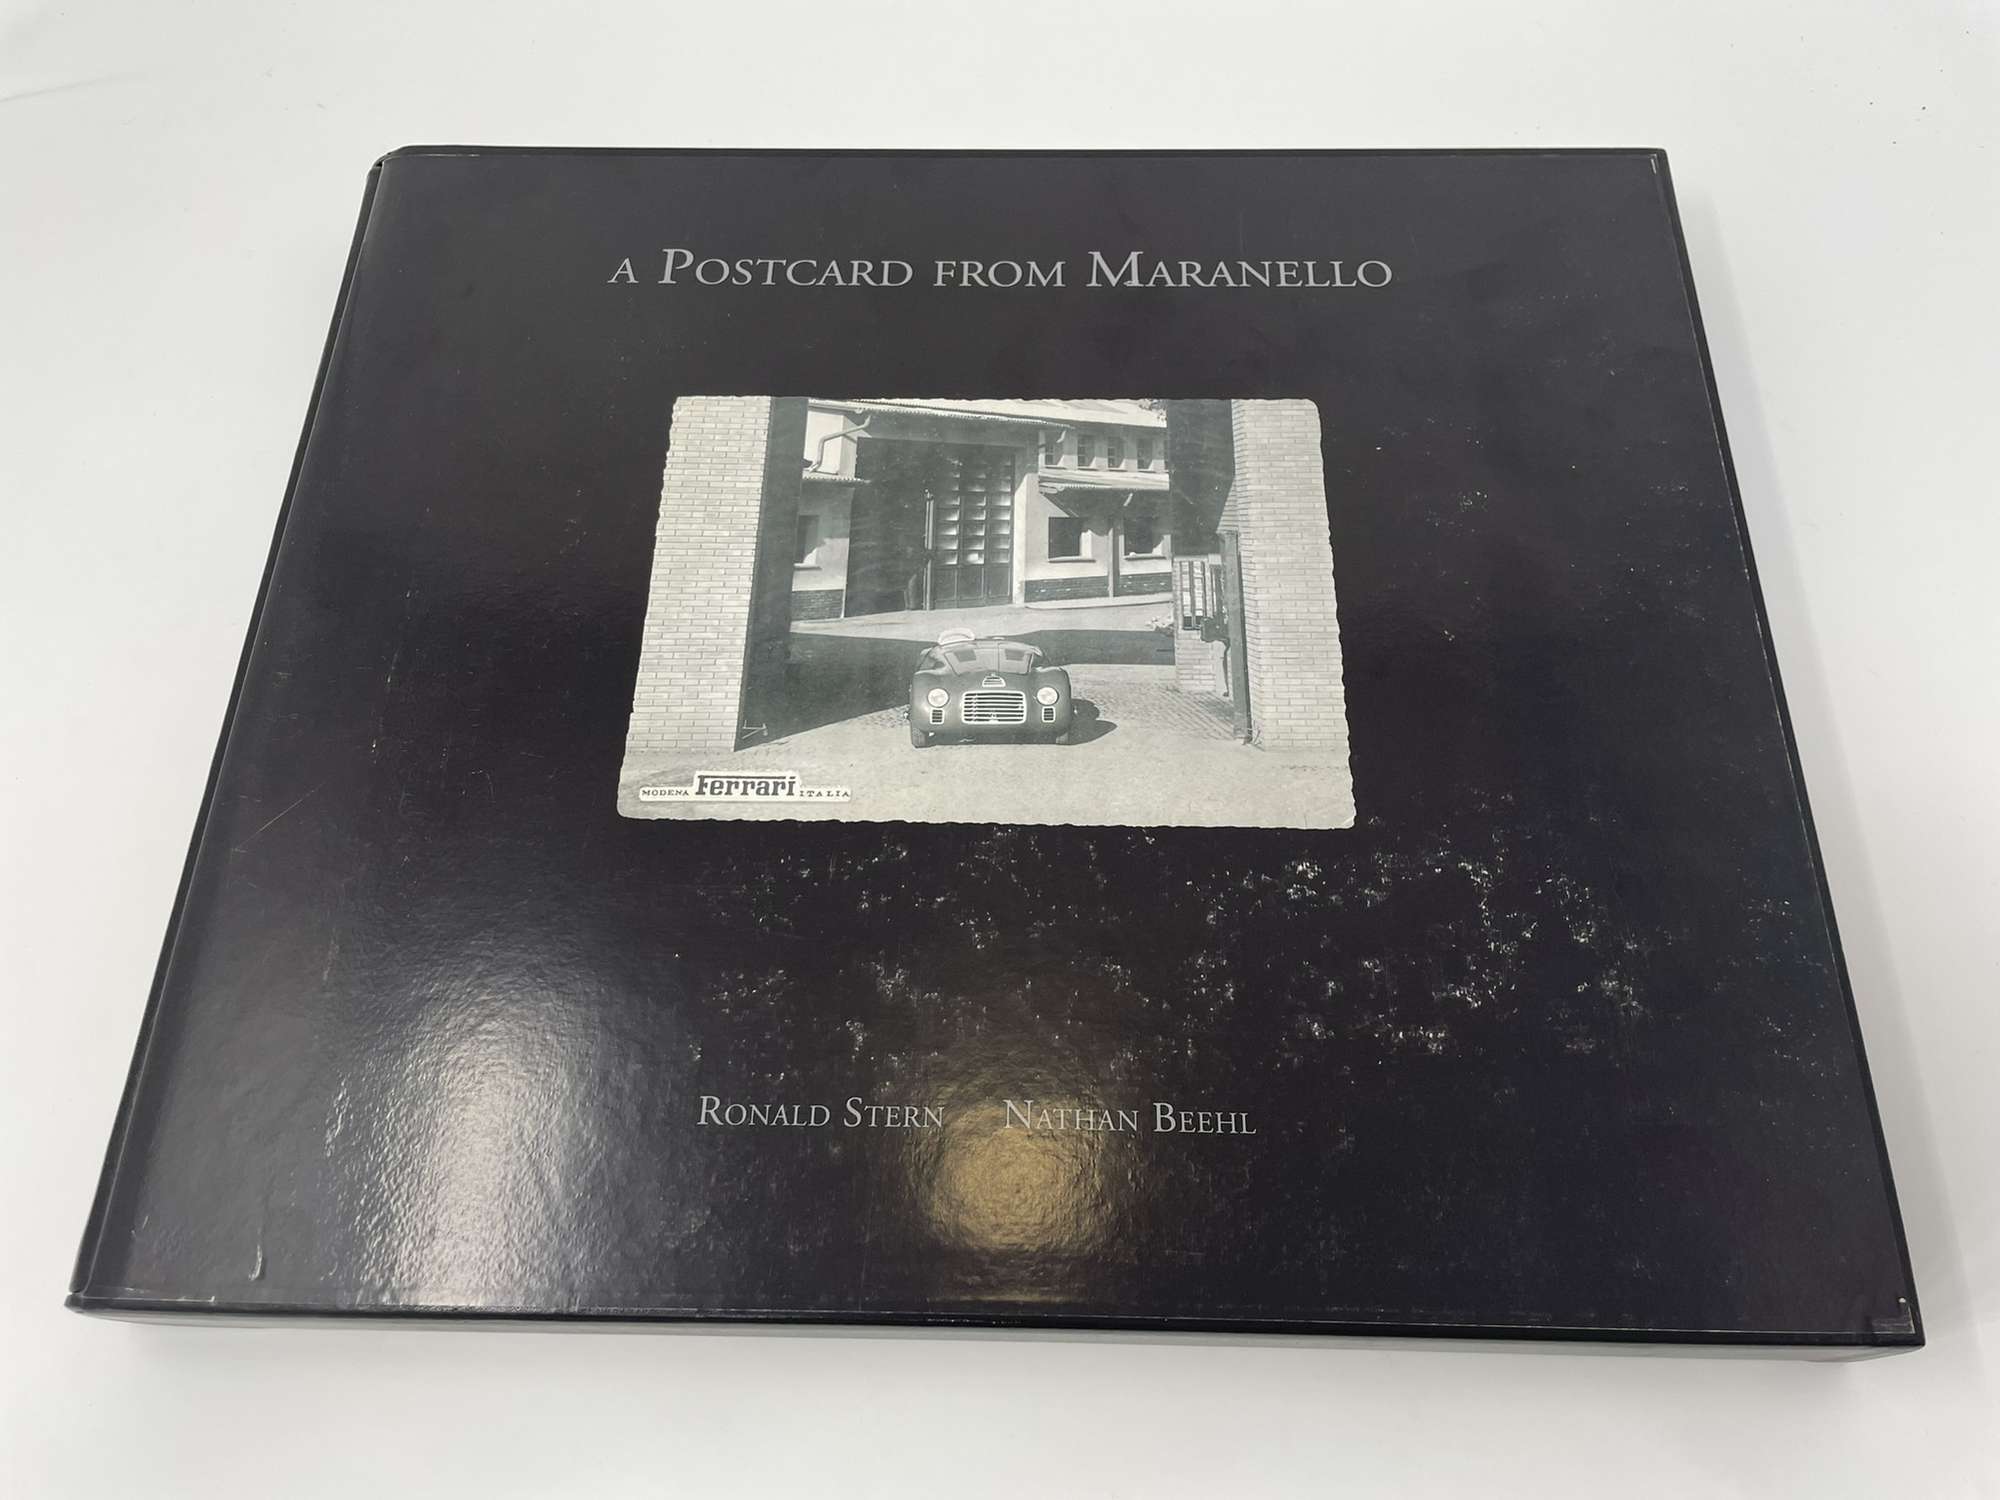 A POSTCARD FROM MARANELLO
MODENA Ferrari ITALIA
RONALD STERN NATHAN BEEHL